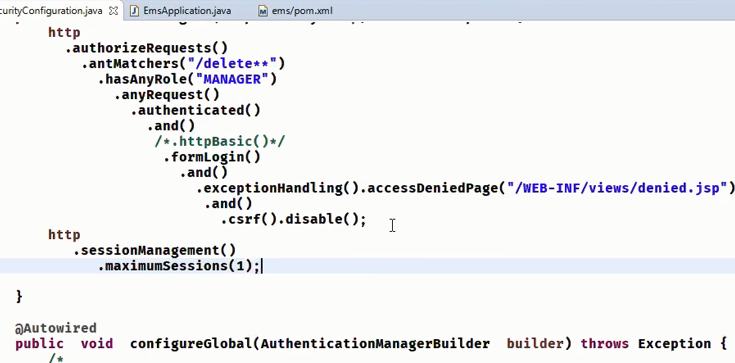 curityConfiguration.java EmsApplication.java ems/pom.xml
http
.authorizeRequests()
.antMatchers("/delete**")
.hasAnyRole("MANAGER")
.anyRequest()
.authenticated()
.and()
/*.httpBasic()*/
.formLogin()
.and()
.exceptionHandling().accessDeniedPage("/WEB-INF/views/denied.jsp")
.and()
.csrf().disable();
http
.sessionManagement()
.maximumSessions(1);
}
@Autowired
public void configureGlobal(AuthenticationManagerBuilder builder) throws Exception {
/*